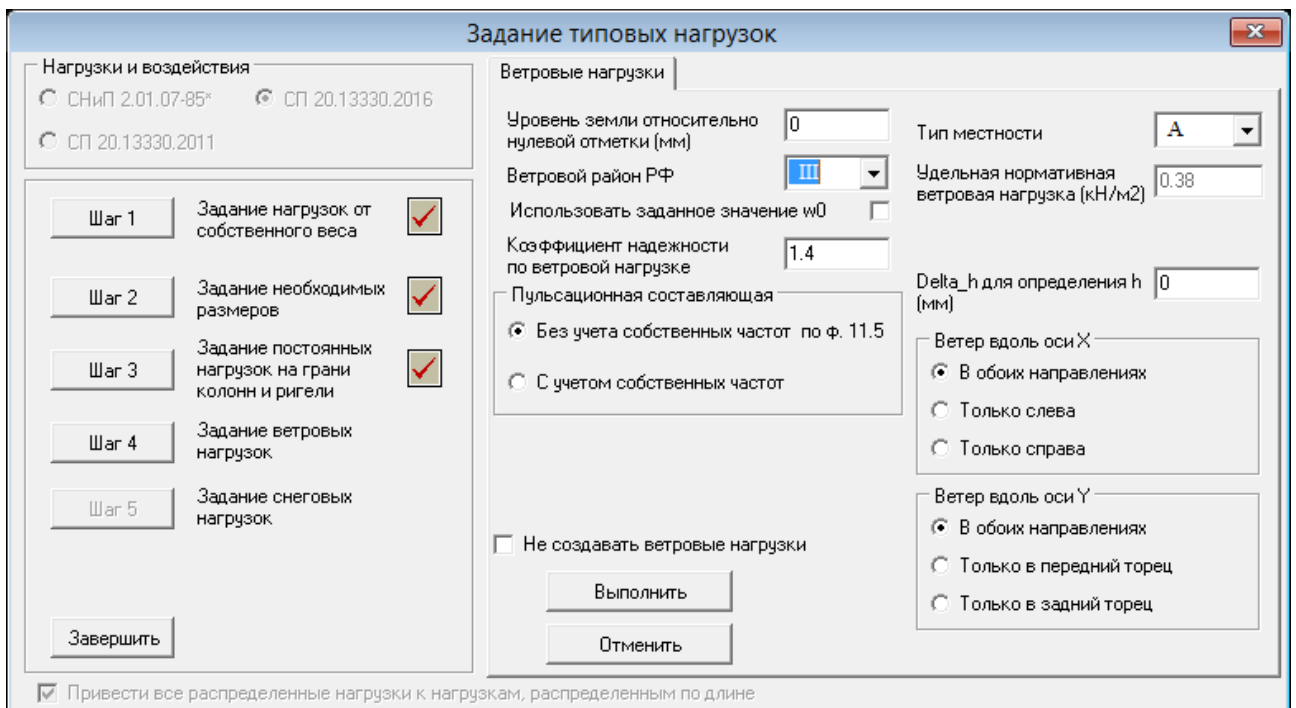 Задание типовых нагрузок
Нагрузки и воздействия
СНиП 2.01.07-85*
СП 20.13330.2016
СП 20.13330.2011
Шаг 1
Задание нагрузок от
собственного веса
Шаг 2
Задание необходимых
размеров
Шаг 3
Задание постоянных
нагрузок на грани
колонн и ригели
Шаг 4
Задание ветровых
нагрузок
Шаг 5
Задание снеговых
нагрузок
Завершить
Ветровые нагрузки
Уровень земли относительно
нулевой отметки (мм)
0
Ветровой район РФ
III
Использовать заданное значение w0
Коэффициент надежности
по ветровой нагрузке
1.4
Пульсационная составляющая
Без учета собственных частот по ф. 11.5
С учетом собственных частот
Не создавать ветровые нагрузки
Выполнить
Отменить
Тип местности
A
Удельная нормативная
ветровая нагрузка (кН/м2)
0.38
Delta_h для определения h
(мм)
0
Ветер вдоль оси X
В обоих направлениях
Только слева
Только справа
Ветер вдоль оси Y
В обоих направлениях
Только в передний торец
Только в задний торец
Привести все распределенные нагрузки к нагрузкам, распределенным по длине